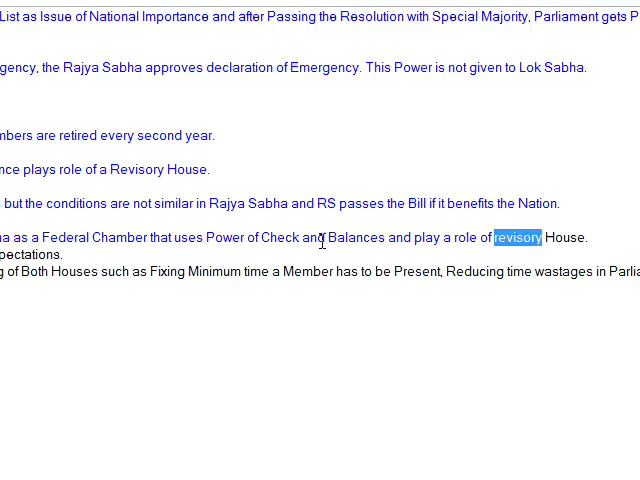 List as Issue of National Importance and after Passing the Resolution with Special Majority, Parliament gets P
gency, the Rajya Sabha approves declaration of Emergency. This Power is not given to Lok Sabha.
mbers are retired every second year.
nce plays role of a Revisory House.
but the conditions are not similar in Rajya Sabha and RS passes the Bill if it benefits the Nation.
na as a Federal Chamber that uses Power of Check and Balances and play a role of revisory House.
pectations.
g of Both Houses such as Fixing Minimum time a Member has to be Present, Reducing time wastages in Parlia